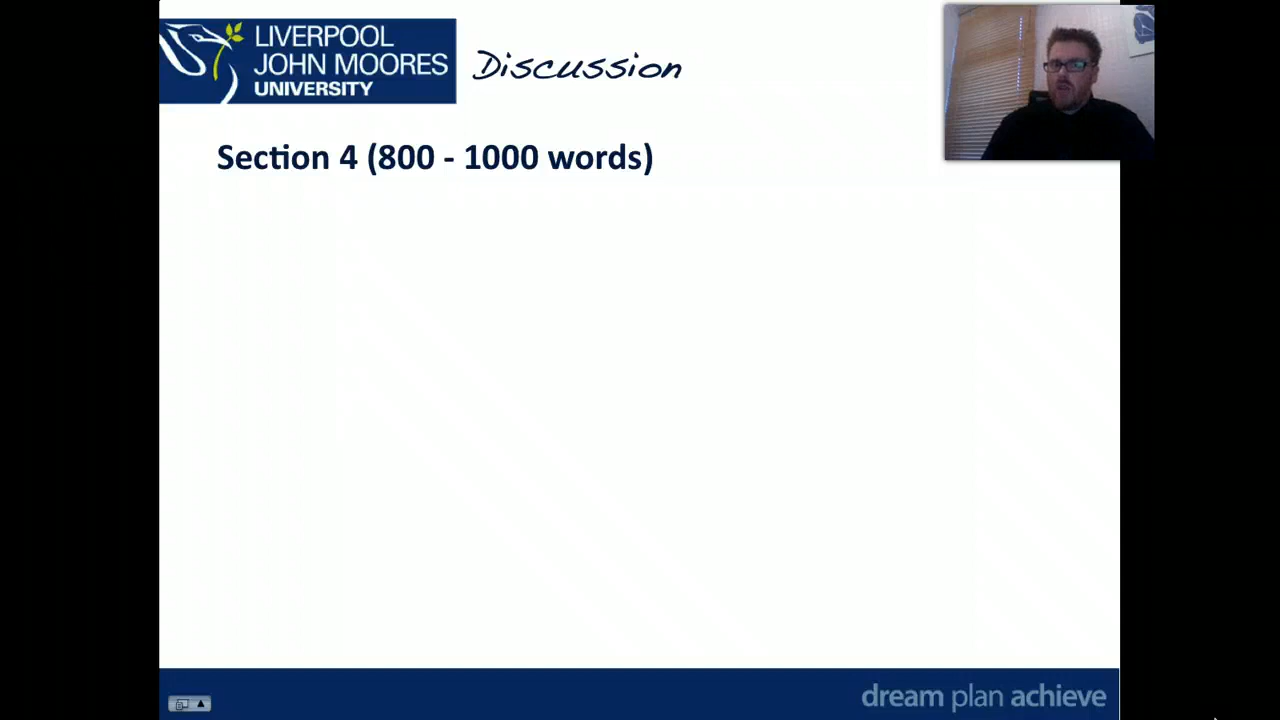 LIVERPOOL
JOHN MOORES
UNIVERSITY
Discussion
Section 4 (800 - 1000 words)
dream plan achieve